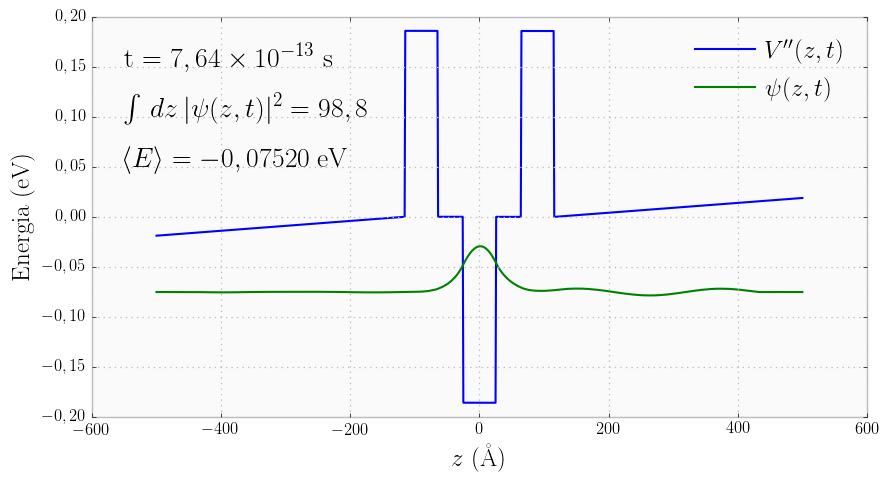 0,20
0,15
0,10
0,05
0,00
−0,05
−0,10
−0,15
−0,20
Energia (eV)
t = 7,64 × 10⁻¹³ s
∫ dz |ψ(z,t)|² = 98,8
⟨E⟩ = −0,07520 eV
V′′(z,t)
ψ(z,t)
−600 −400 −200 0 200 400 600
z (Å)